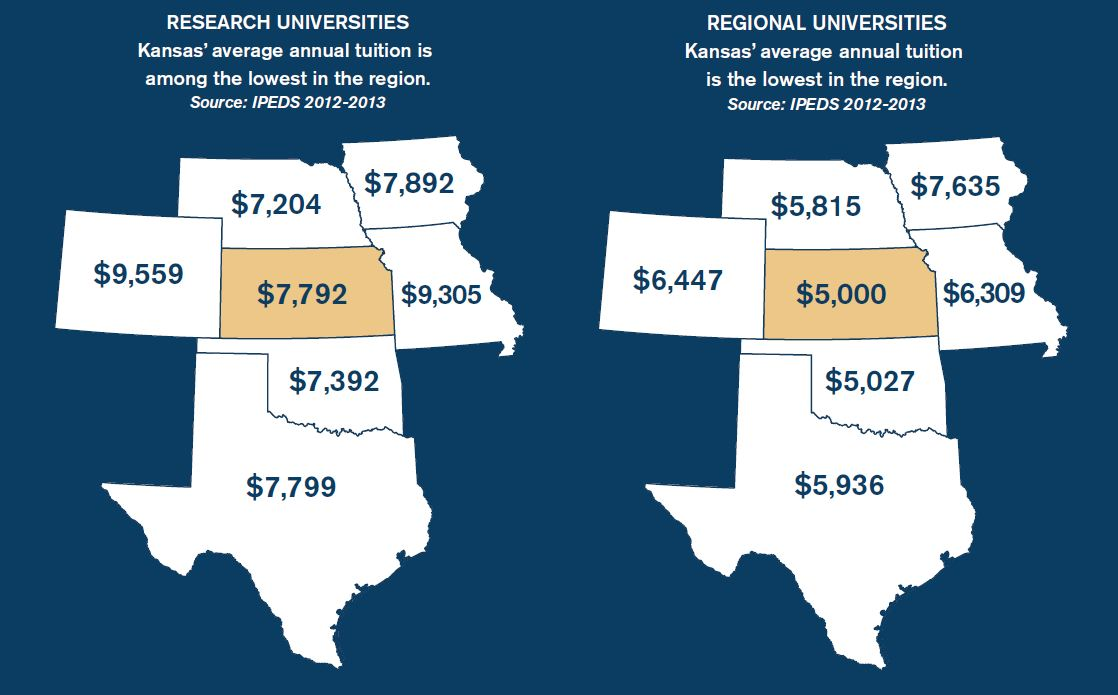 RESEARCH UNIVERSITIES
Kansas' average annual tuition is
among the lowest in the region.
Source: IPEDS 2012-2013
$7,892
$7,204
$9,559
$7,792
$9,305
$7,392
$7,799
REGIONAL UNIVERSITIES
Kansas' average annual tuition
is the lowest in the region.
Source: IPEDS 2012-2013
$7,635
$5,815
$6,447
$5,000
$6,309
$5,027
$5,936